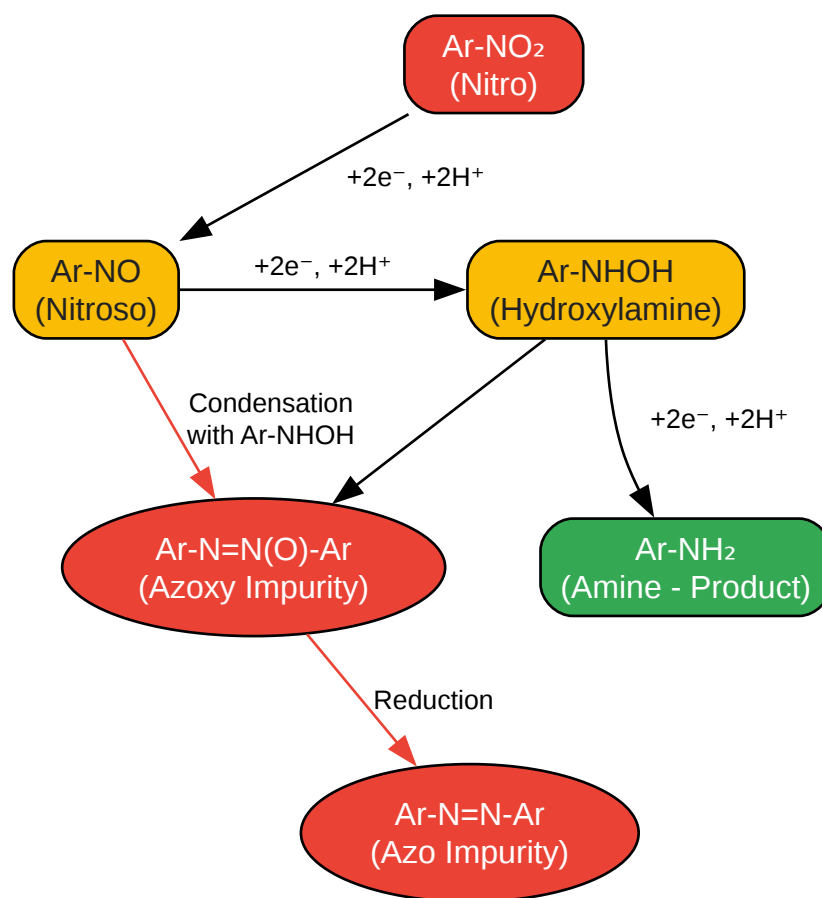 Ar-NO₂
(Nitro)
+2e⁻, +2H⁺
Ar-NO
(Nitroso)
+2e⁻, +2H⁺
Ar-NHOH
(Hydroxylamine)
Condensation
with Ar-NHOH
+2e⁻, +2H⁺
Ar-N=N(O)-Ar
(Azoxy Impurity)
Ar-NH₂
(Amine - Product)
Reduction
Ar-N=N-Ar
(Azo Impurity)